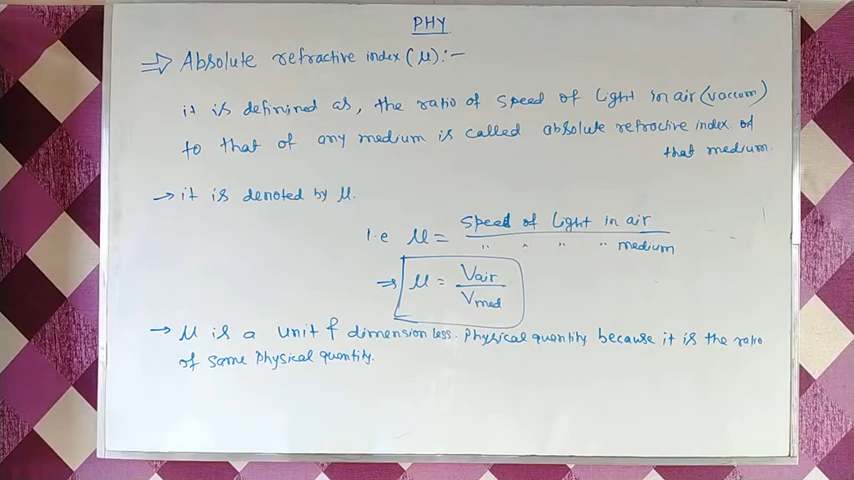 PHY
⇒ Absolute refractive index (μ):-
it is definined as, the ratio of speed of light in air (vaccum)
to that of any medium is called absolute refractive index of
that medium.
→ it is denoted by μ.
i.e μ = speed of light in air
" " " " medium
⇒ μ = Vair
Vmed
→ μ is a unit & dimension less. Physical quantity because it is the ratio
of same physical quantity.